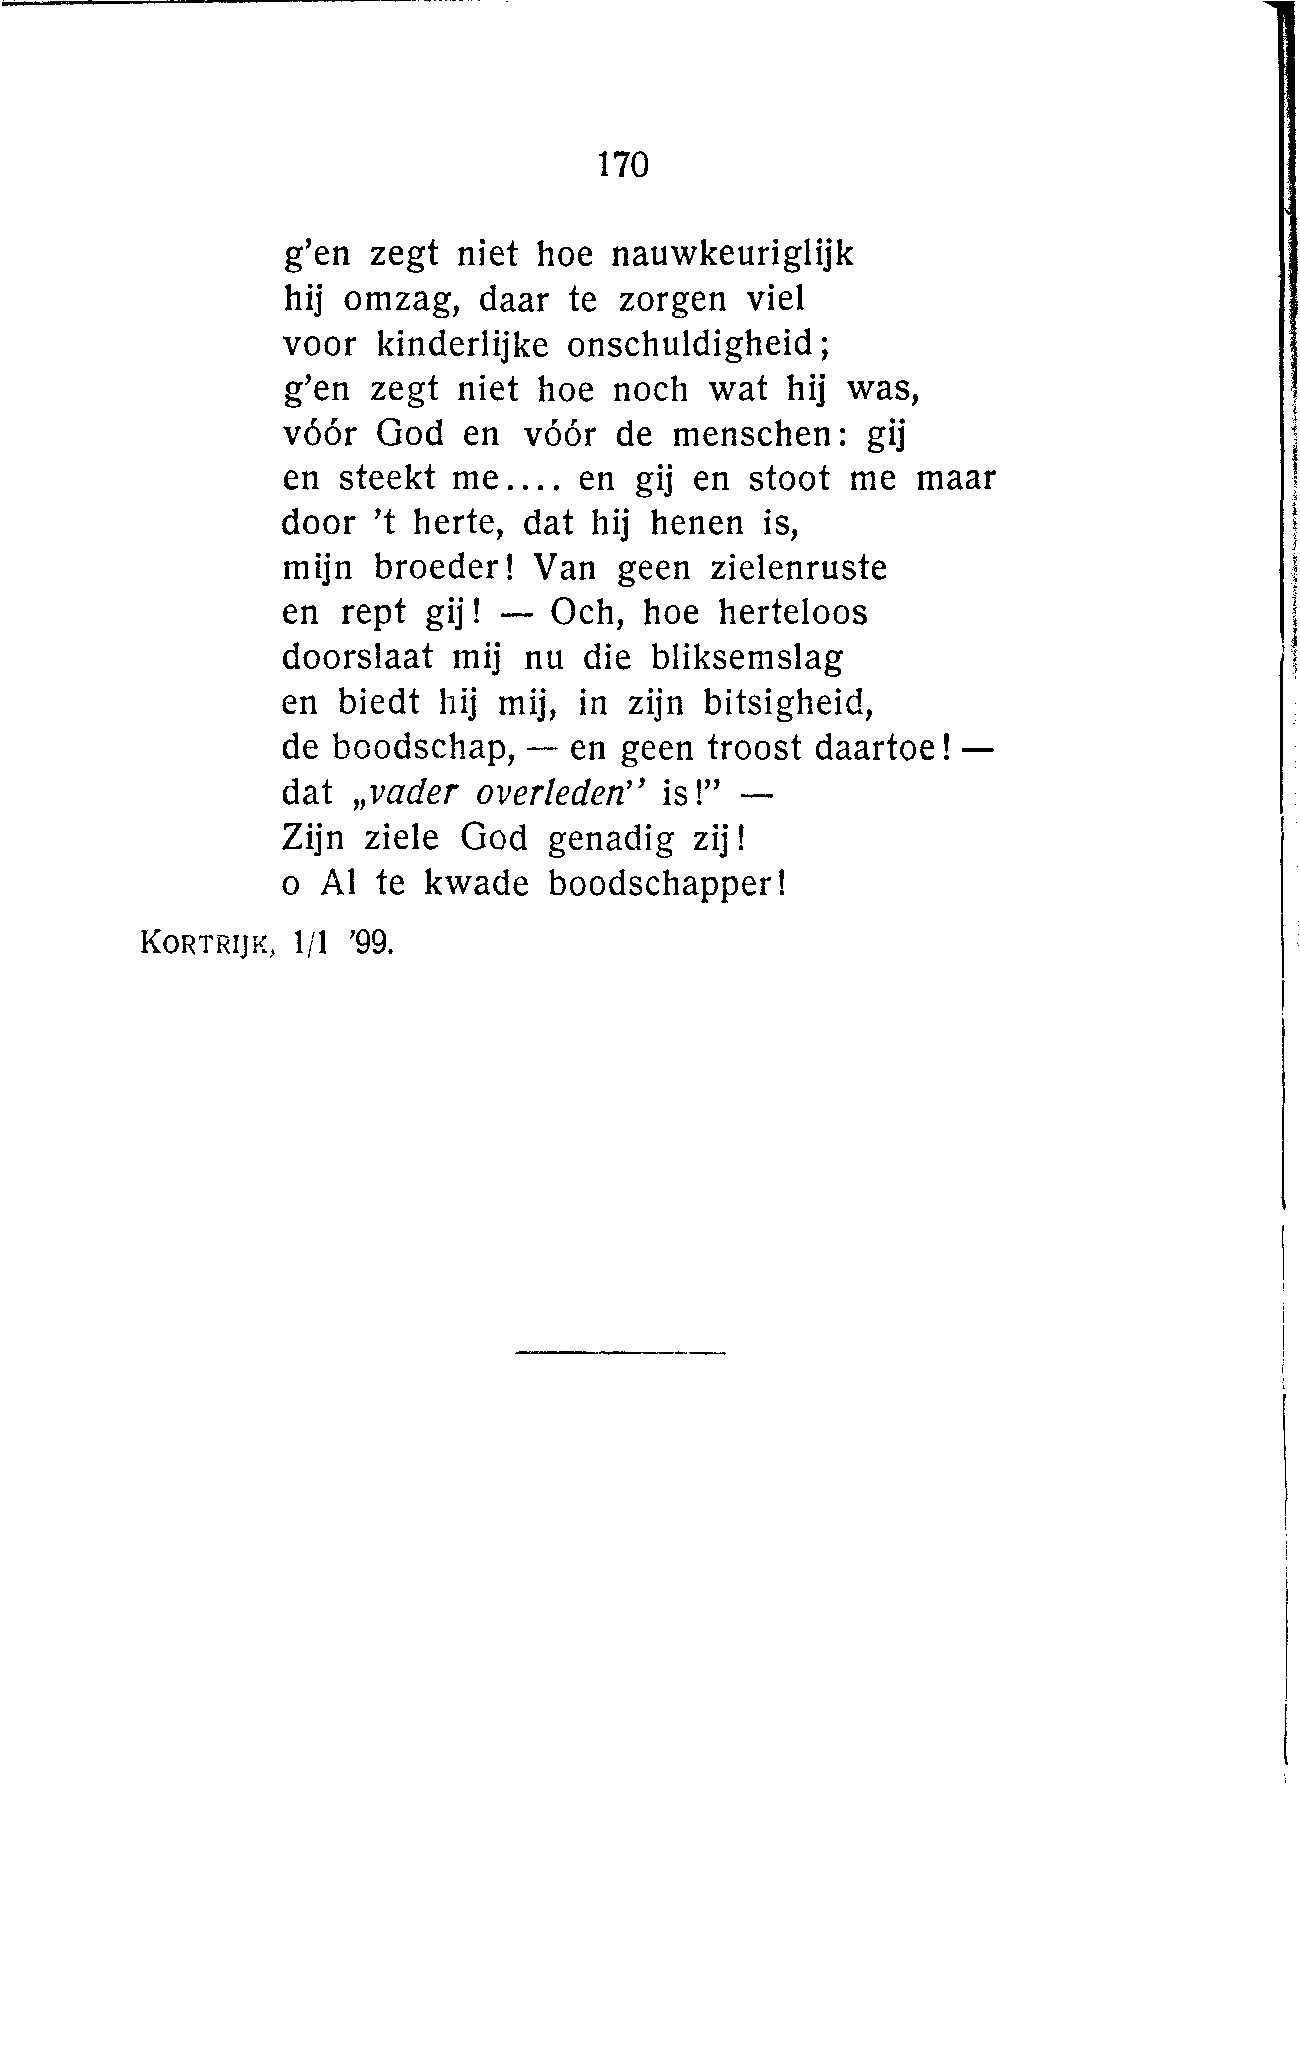 170
g'en zegt niet hoe nauwkeuriglijk
hij omzag, daar te zorgen viel
voor kinderlijke onschuldigheid;
g'en zegt niet hoe noch wat hij was,
vóór God en vóór de menschen: gij
en steekt me.... en gij en stoot me maar
door 't herte, dat hij henen is,
mijn broeder! Van geen zielenruste
en rept gij! — Och, hoe herteloos
doorslaat mij nu die bliksemslag
en biedt hij mij, in zijn bitsigheid,
de boodschap, — en geen troost daartoe! —
dat „vader overleden” is!” —
Zijn ziele God genadig zij!
o Al te kwade boodschapper!
KORTRIJK, 1/1 '99.